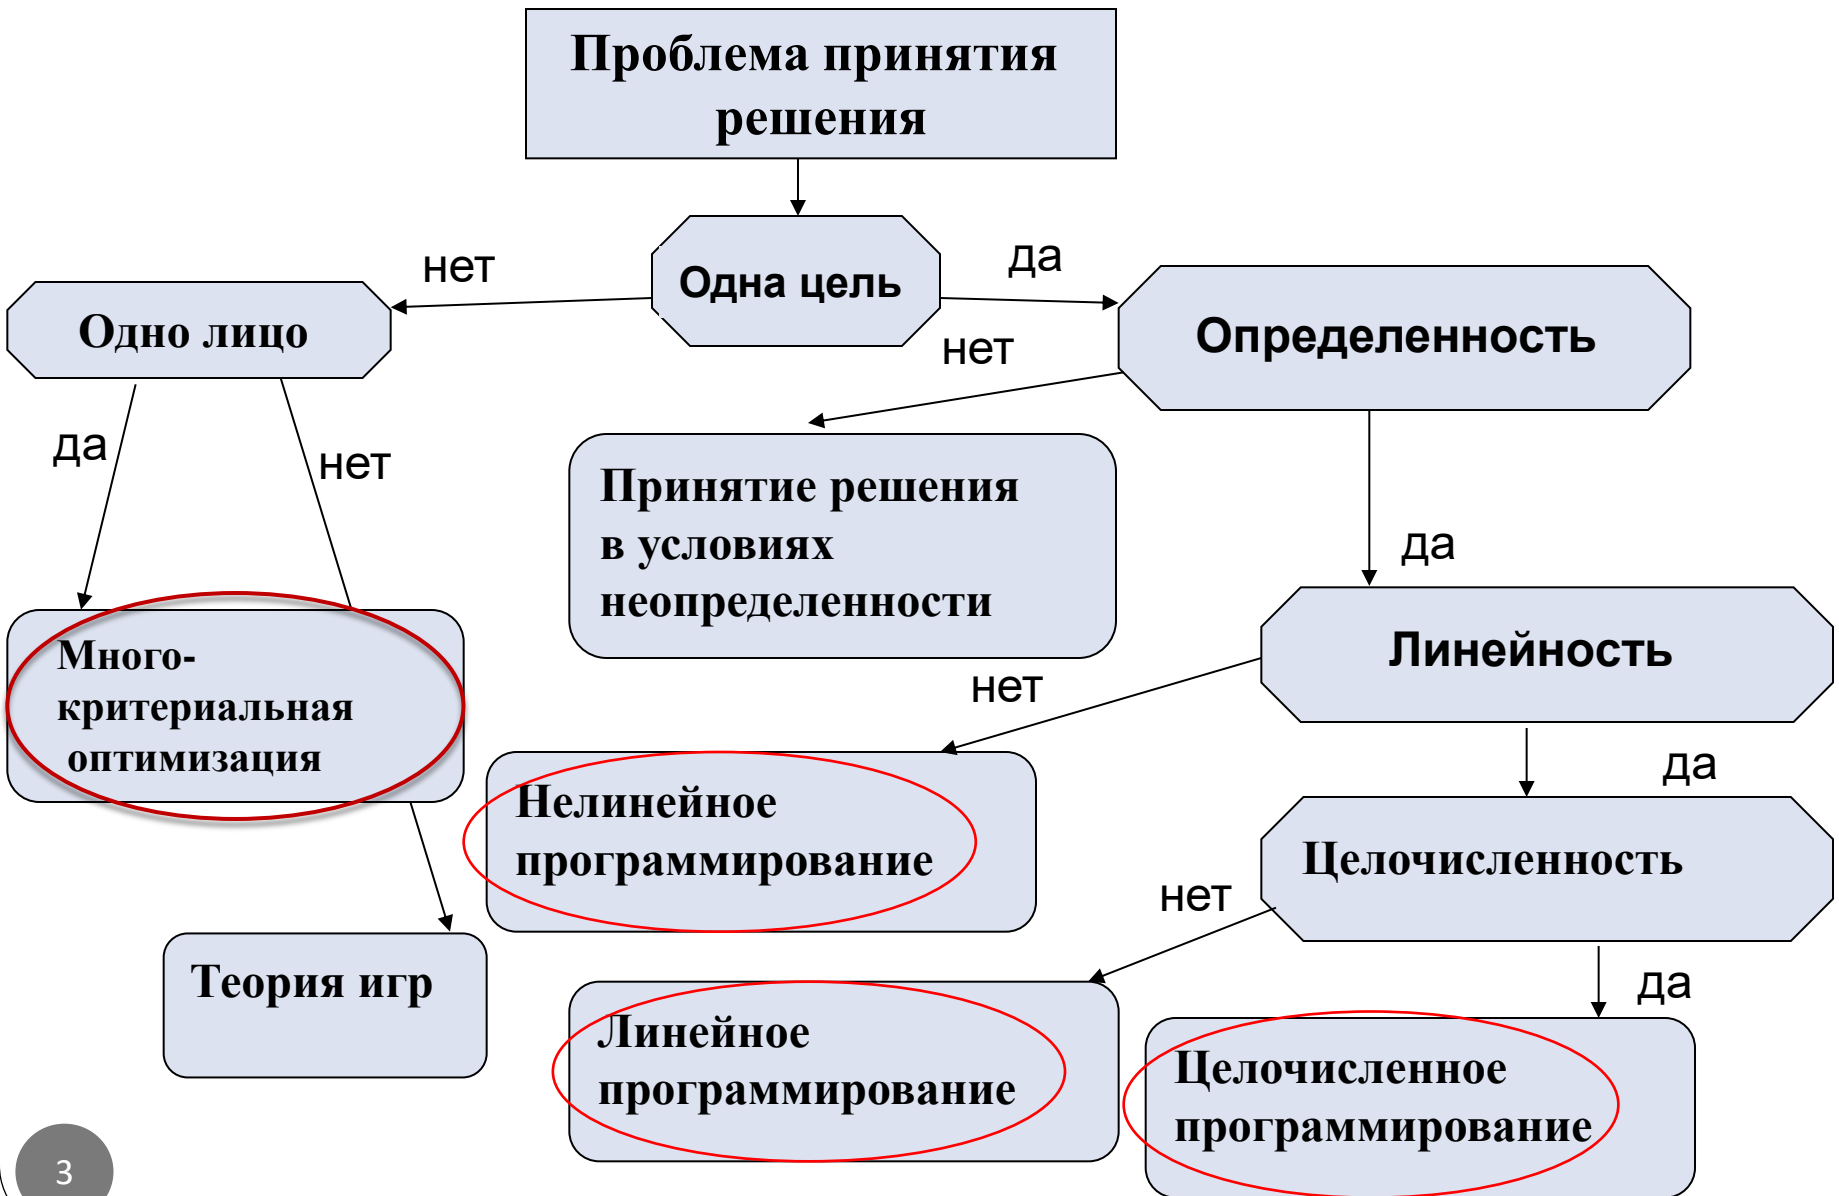 Проблема принятия
решения
Одна цель
нет
да
Одно лицо
Определенность
нет
да
нет
Принятие решения
в условиях
неопределенности
да
Много-
критериальная
оптимизация
Линейность
нет
да
Нелинейное
программирование
Целочисленность
нет
да
Теория игр
Линейное
программирование
Целочисленное
программирование
3